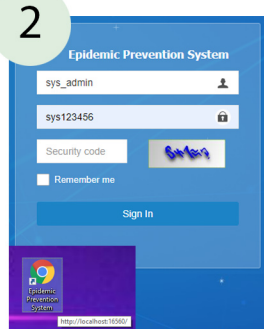 2
Epidemic Prevention System
sys_admin
sys123456
Security code
Remember me
Sign In
Epidemic
Prevention
System
http://localhost:16560/